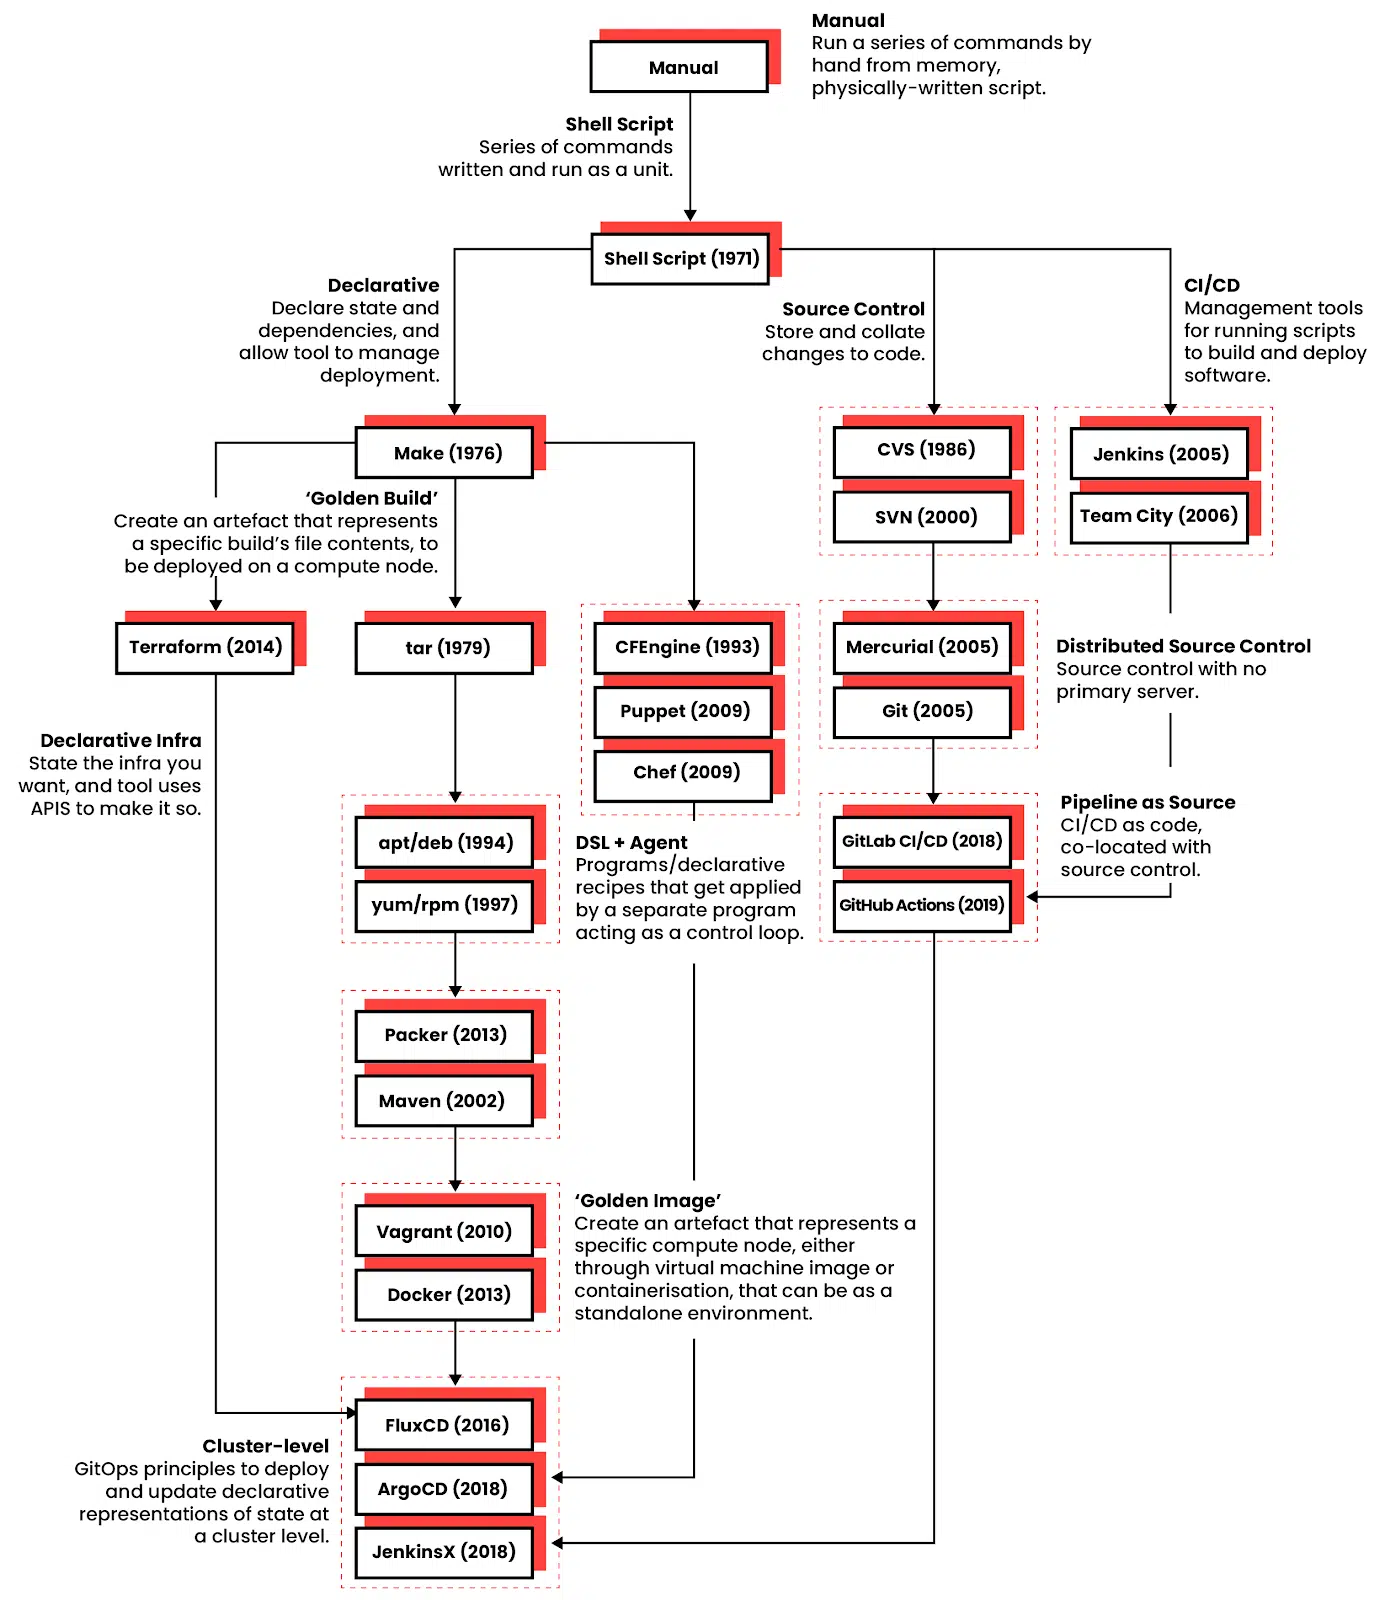 Manual
Manual
Run a series of commands by
hand from memory,
physically-written script.
Shell Script
Series of commands
written and run as a unit.
Shell Script (1971)
Declarative
Declare state and
dependencies, and
allow tool to manage
deployment.
Source Control
Store and collate
changes to code.
CI/CD
Management tools
for running scripts
to build and deploy
software.
Make (1976)
CVS (1986)
SVN (2000)
Jenkins (2005)
Team City (2006)
‘Golden Build’
Create an artefact that represents
a specific build’s file contents, to
be deployed on a compute node.
Terraform (2014)
tar (1979)
CFEngine (1993)
Puppet (2009)
Chef (2009)
Mercurial (2005)
Git (2005)
Distributed Source Control
Source control with no
primary server.
Declarative Infra
State the infra you
want, and tool uses
APIS to make it so.
apt/deb (1994)
yum/rpm (1997)
DSL + Agent
Programs/declarative
recipes that get applied
by a separate program
acting as a control loop.
GitLab CI/CD (2018)
GitHub Actions (2019)
Pipeline as Source
CI/CD as code,
co-located with
source control.
Packer (2013)
Maven (2002)
Vagrant (2010)
Docker (2013)
‘Golden Image’
Create an artefact that represents a
specific compute node, either
through virtual machine image or
containerisation, that can be as a
standalone environment.
FluxCD (2016)
ArgoCD (2018)
JenkinsX (2018)
Cluster-level
GitOps principles to deploy
and update declarative
representations of state at
a cluster level.